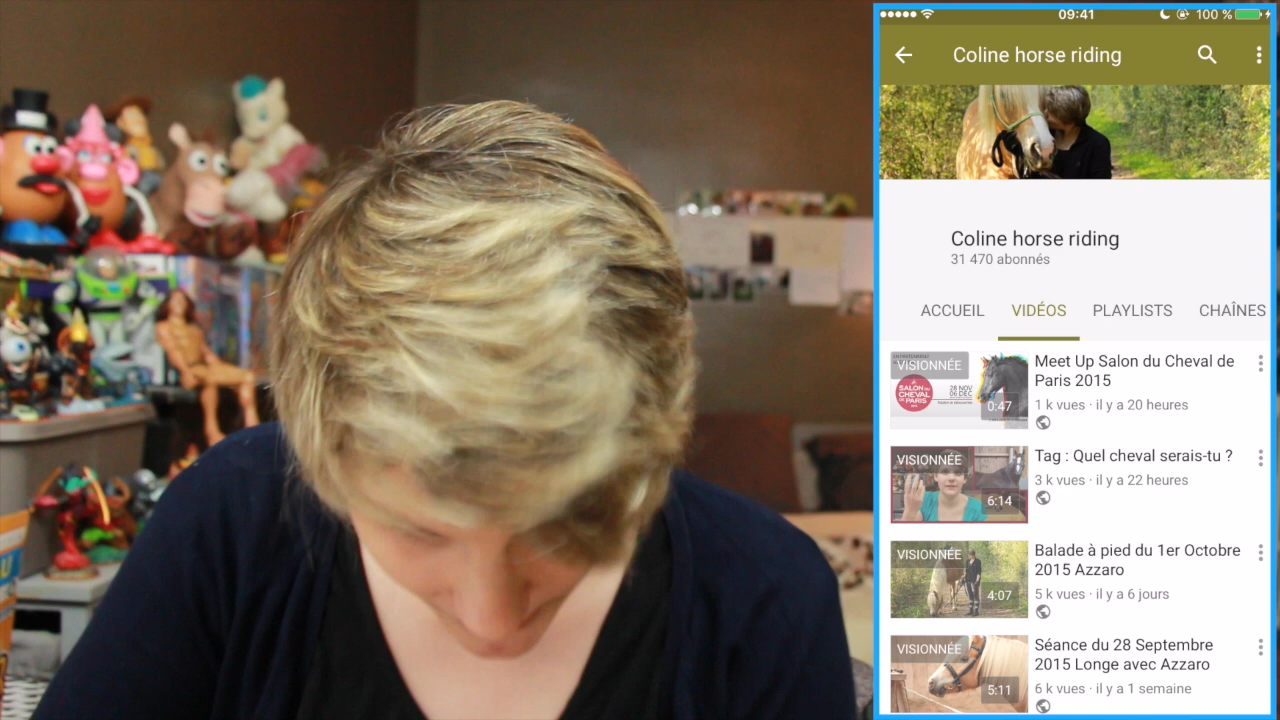 09:41
100 %
Coline horse riding
Coline horse riding
31 470 abonnés
ACCUEIL VIDÉOS PLAYLISTS CHAÎNES
VISIONNÉE
SALON DU
CHEVAL
DE PARIS
28 NOV
06 DEC
0:47
Meet Up Salon du Cheval de
Paris 2015
1 k vues · il y a 20 heures
VISIONNÉE
6:14
Tag : Quel cheval serais-tu ?
3 k vues · il y a 22 heures
VISIONNÉE
4:07
Balade à pied du 1er Octobre
2015 Azzaro
5 k vues · il y a 6 jours
VISIONNÉE
5:11
Séance du 28 Septembre
2015 Longe avec Azzaro
6 k vues · il y a 1 semaine